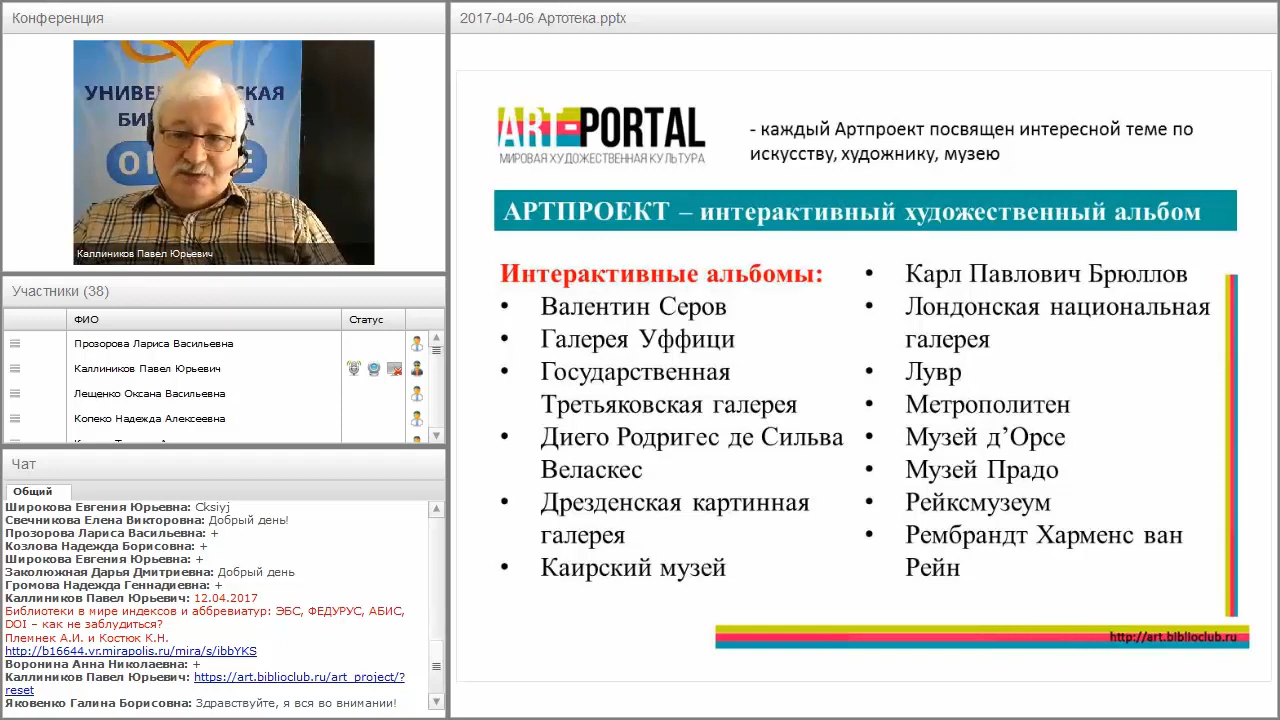 Конференция
УНИВЕ СКАЯ
Каллиников Павел Юрьевич
Участники (38)
ФИО
Статус
Прозорова Лариса Васильевна
Каллиников Павел Юрьевич
Лещенко Оксана Васильевна
Копеко Надежда Алексеевна
Чат
Общий
Широкова Евгения Юрьевна: Cksiyj
Свечникова Елена Викторовна: Добрый день!
Прозорова Лариса Васильевна: +
Козлова Надежда Борисовна: +
Широкова Евгения Юрьевна: +
Заколюжная Дарья Дмитриевна: Добрый день
Громова Надежда Геннадиевна: +
Каллиников Павел Юрьевич: 12.04.2017
Библиотеки в мире индексов и аббревиатур: ЭБС, ФЕДУРУС, АБИС,
DOI – как не заблудиться?
Племнек А.И. и Костюк К.Н.
http://b16644.vr.mirapolis.ru/mira/s/ibbYKS
Воронина Анна Николаевна: +
Каллиников Павел Юрьевич: https://art.biblioclub.ru/art_project/?
reset
Яковенко Галина Борисовна: Здравствуйте, я вся во внимании!
2017-04-06 Артотека.pptx
ART-PORTAL
МИРОВАЯ ХУДОЖЕСТВЕННАЯ КУЛЬТУРА
- каждый Артпроект посвящен интересной теме по
искусству, художнику, музею
АРТПРОЕКТ – интерактивный художественный альбом
Интерактивные альбомы:
• Валентин Серов
• Галерея Уффици
• Государственная
Третьяковская галерея
• Диего Родригес де Сильва
Веласкес
• Дрезденская картинная
галерея
• Каирский музей
• Карл Павлович Брюллов
• Лондонская национальная
галерея
• Лувр
• Метрополитен
• Музей д’Орсе
• Музей Прадо
• Рейксмузеум
• Рембрандт Харменс ван
Рейн
http://art.biblioclub.ru